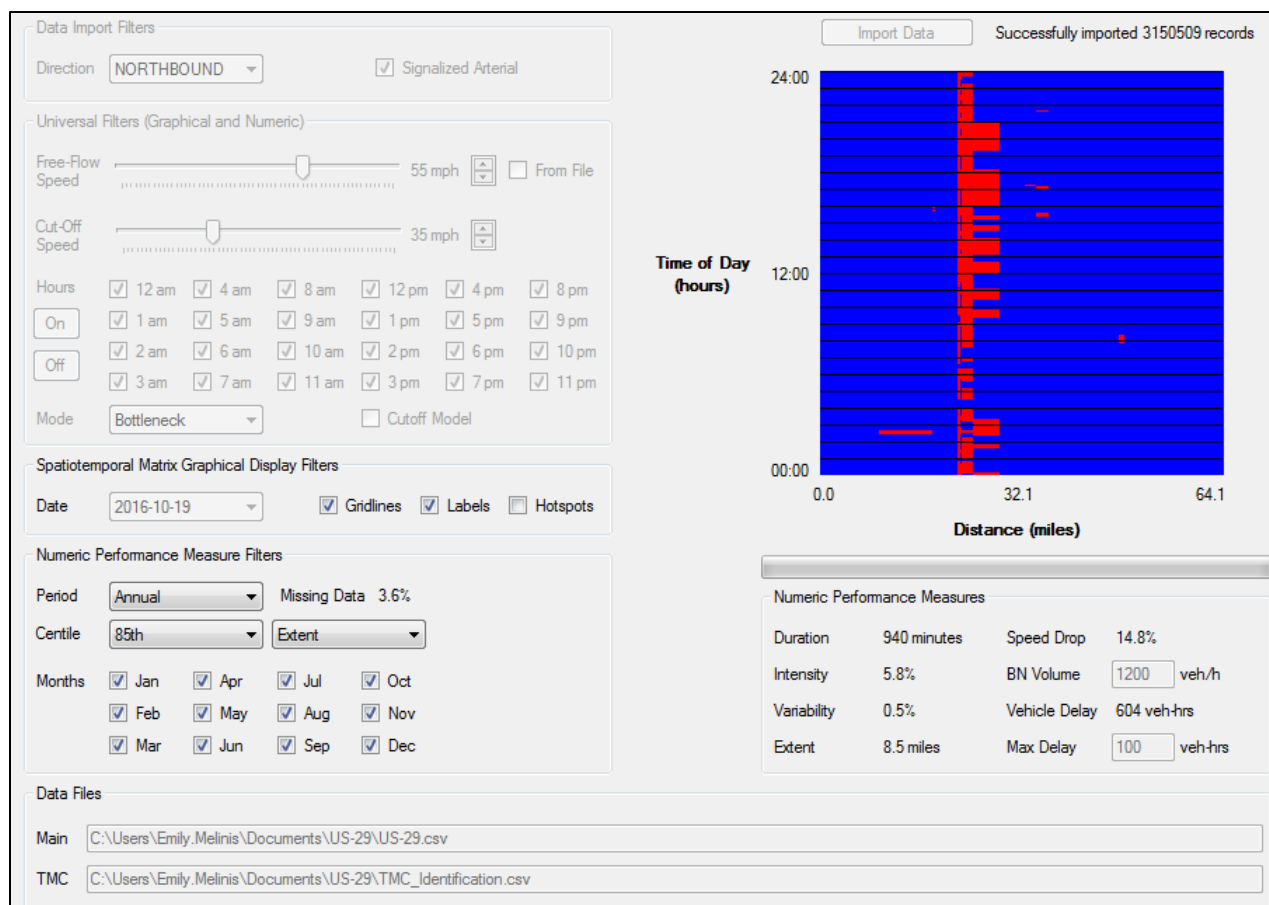 Data Import Filters
Direction NORTHBOUND Signalized Arterial
Universal Filters (Graphical and Numeric)
Free-Flow Speed 55 mph From File
Cut-Off Speed 35 mph
Hours 12 am 4 am 8 am 12 pm 4 pm 8 pm
On 1 am 5 am 9 am 1 pm 5 pm 9 pm
Off 2 am 6 am 10 am 2 pm 6 pm 10 pm
3 am 7 am 11 am 3 pm 7 pm 11 pm
Mode Bottleneck Cutoff Model
Spatiotemporal Matrix Graphical Display Filters
Date 2016-10-19 Gridlines Labels Hotspots
Numeric Performance Measure Filters
Period Annual Missing Data 3.6%
Centile 85th Extent
Months Jan Apr Jul Oct
Feb May Aug Nov
Mar Jun Sep Dec
Import Data Successfully imported 3150509 records
24:00
Time of Day
(hours)
12:00
00:00
0.0 32.1 64.1
Distance (miles)
Numeric Performance Measures
Duration 940 minutes Speed Drop 14.8%
Intensity 5.8% BN Volume 1200 veh/h
Variability 0.5% Vehicle Delay 604 veh-hrs
Extent 8.5 miles Max Delay 100 veh-hrs
Data Files
Main C:\Users\Emily.Melinis\Documents\US-29\US-29.csv
TMC C:\Users\Emily.Melinis\Documents\US-29\TMC_Identification.csv